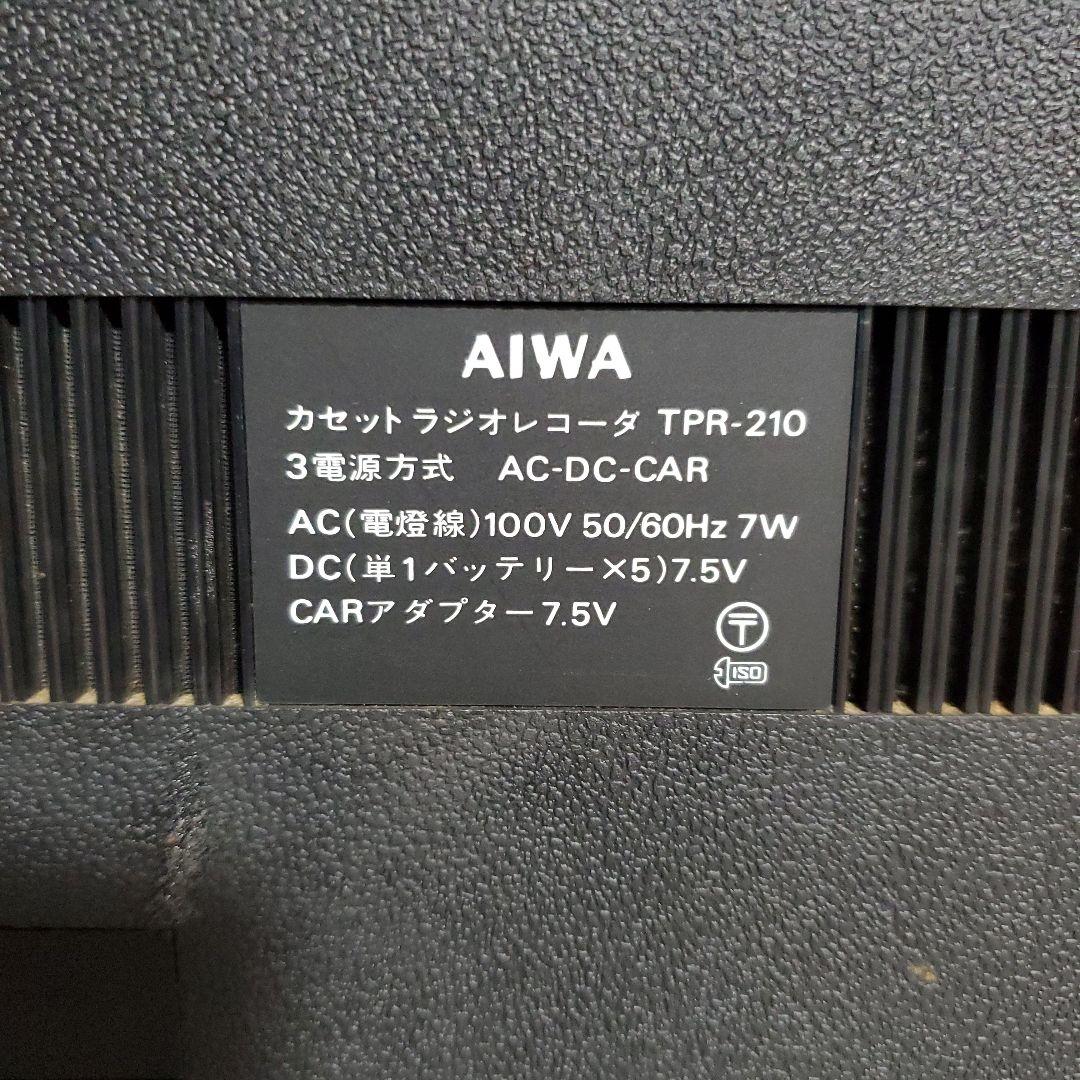 AIWA
カセットラジオレコーダ TPR-210
3電源方式 AC-DC-CAR
AC(電燈線)100V 50/60Hz 7W
DC(単1バッテリー×5)7.5V
CARアダプター7.5V
〒
ISO